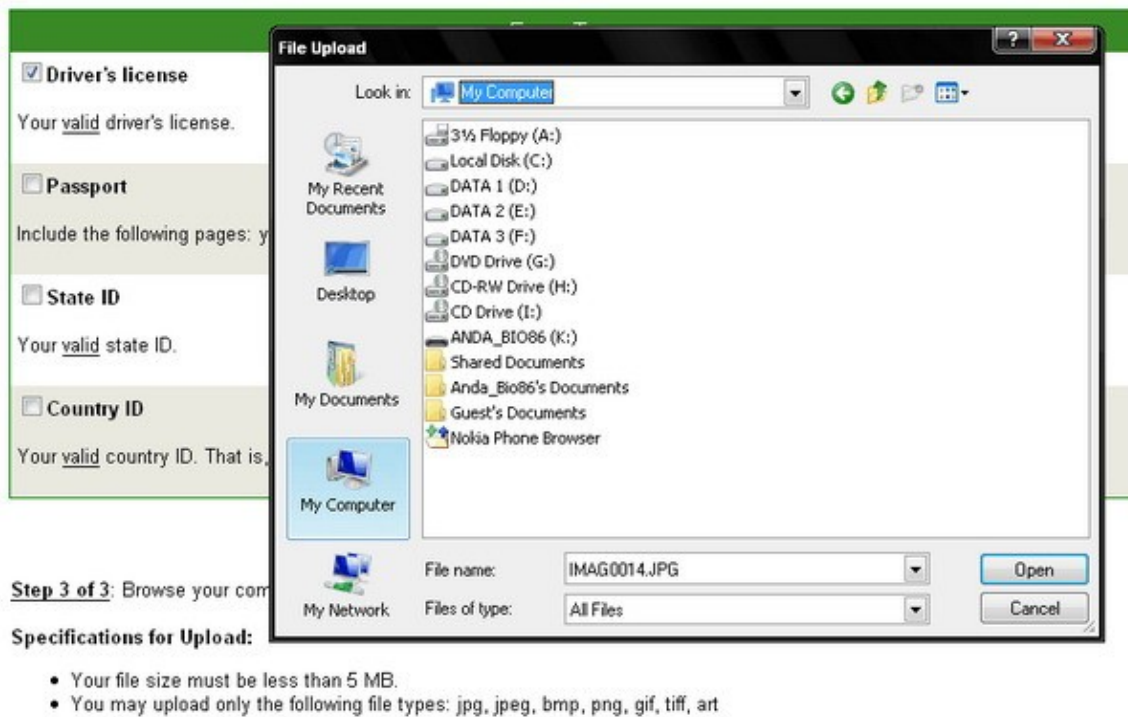 File Upload
Driver's license
Your valid driver's license.
Passport
Include the following pages: y
State ID
Your valid state ID.
Country ID
Your valid country ID. That is,
Look in:
My Computer
My Recent
Documents
Desktop
My Documents
My Computer
My Network
3½ Floppy (A:)
Local Disk (C:)
DATA 1 (D:)
DATA 2 (E:)
DATA 3 (F:)
DVD Drive (G:)
CD-RW Drive (H:)
CD Drive (I:)
ANDA_BIO86 (K:)
Shared Documents
Anda_Bio86's Documents
Guest's Documents
Nokia Phone Browser
File name:
IMAG0014.JPG
Open
Files of type:
All Files
Cancel
Step 3 of 3: Browse your com
Specifications for Upload:
• Your file size must be less than 5 MB.
• You may upload only the following file types: jpg, jpeg, bmp, png, gif, tiff, art